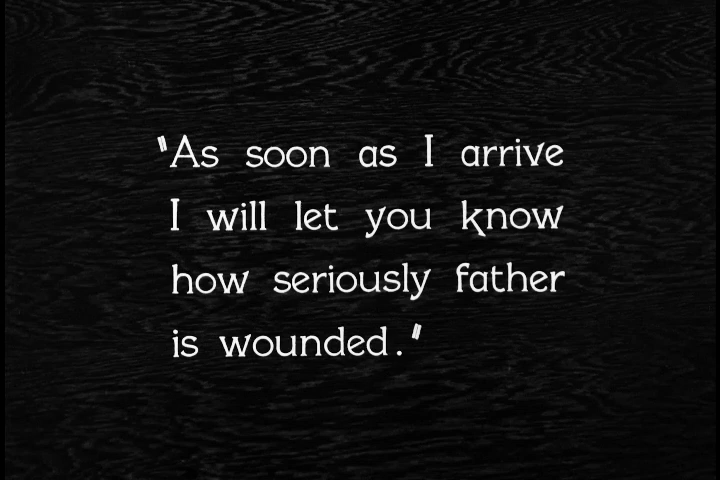 "As soon as I arrive
I will let you know
how seriously father
is wounded."